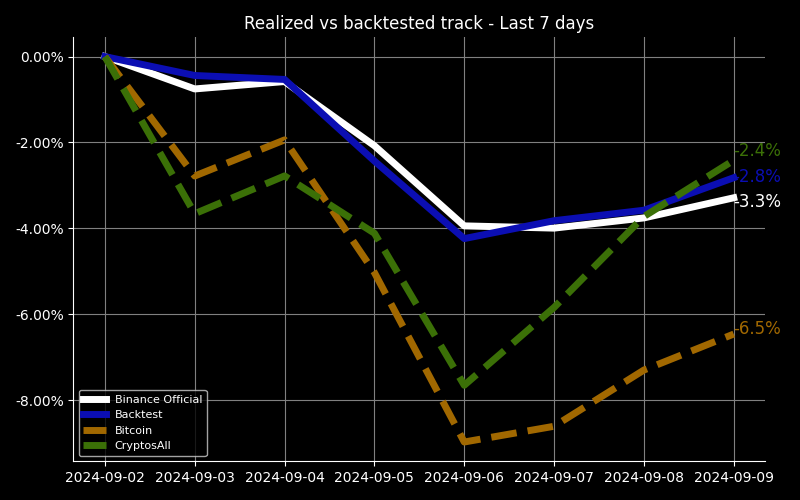 Realized vs backtested track - Last 7 days
0.00%
-2.00%
-4.00%
-6.00%
-8.00%
-2.4%
-2.8%
-3.3%
-6.5%
Binance Official
Backtest
Bitcoin
CryptosAll
2024-09-02 2024-09-03 2024-09-04 2024-09-05 2024-09-06 2024-09-07 2024-09-08 2024-09-09